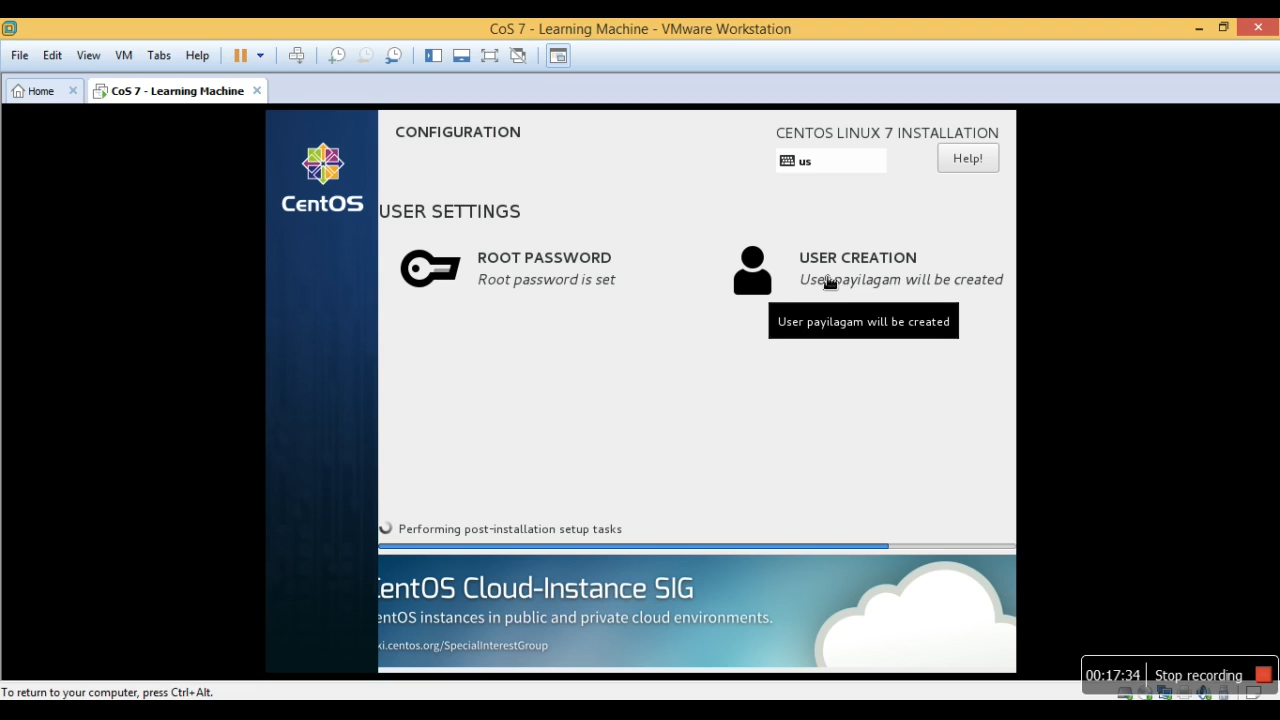 CoS 7 - Learning Machine - VMware Workstation
File Edit View VM Tabs Help
Home CoS 7 - Learning Machine
CONFIGURATION
CENTOS LINUX 7 INSTALLATION
us
Help!
CentOS
USER SETTINGS
ROOT PASSWORD
Root password is set
USER CREATION
User payilagam will be created
User payilagam will be created
Performing post-installation setup tasks
entOS Cloud-Instance SIG
entOS instances in public and private cloud environments.
ki.centos.org/SpecialInterestGroup
00:17:34 Stop recording
To return to your computer, press Ctrl+Alt.